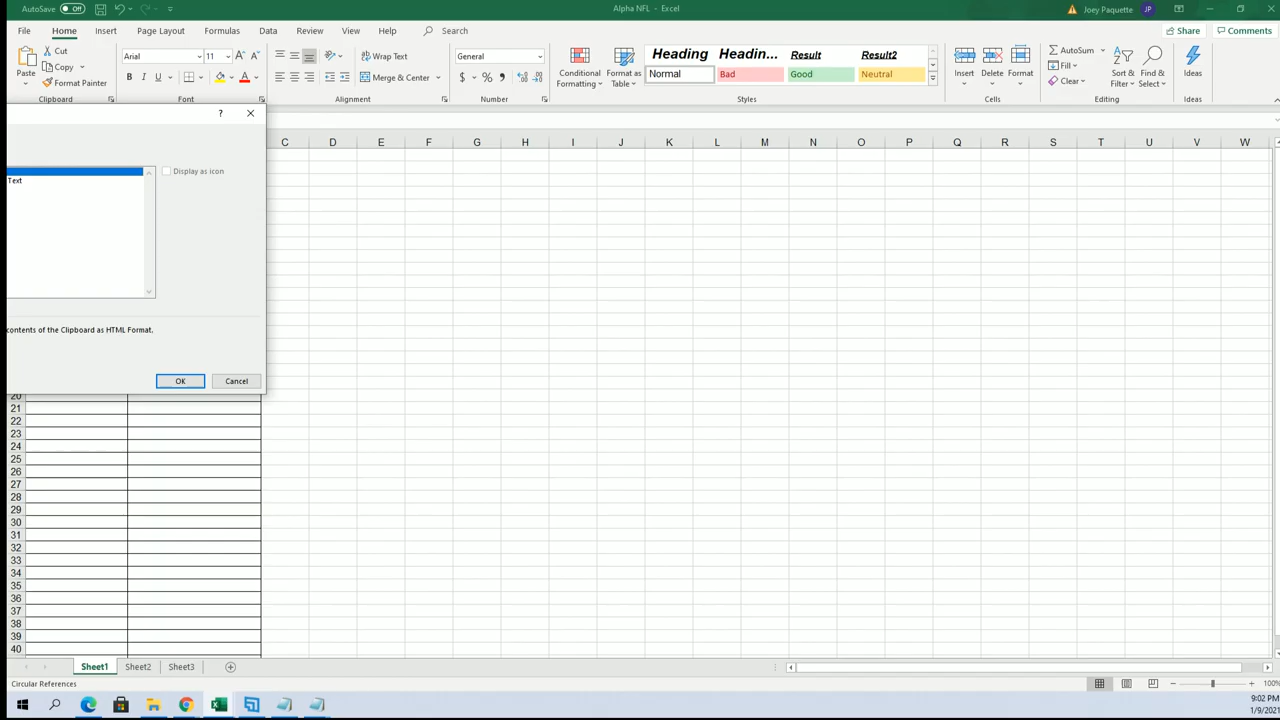 AutoSave Off Alpha NFL - Excel Joey Paquette JP
File Home Insert Page Layout Formulas Data Review View Help Search Share Comments
Paste Cut Copy Format Painter Clipboard
Arial 11 B I U A Font
Wrap Text Merge & Center Alignment
General $ % Number
Conditional Formatting Format as Table
Heading Headin... Result Result2
Normal Bad Good Neutral
Styles
Insert Delete Format Cells
AutoSum Fill Clear Sort & Filter Find & Select Editing
Ideas Ideas
? 
Display as icon
Text
contents of the Clipboard as HTML Format.
OK Cancel
C D E F G H I J K L M N O P Q R S T U V W
20
21
22
23
24
25
26
27
28
29
30
31
32
33
34
35
36
37
38
39
40
Sheet1 Sheet2 Sheet3
Circular References 100%
9:02 PM
1/9/2021